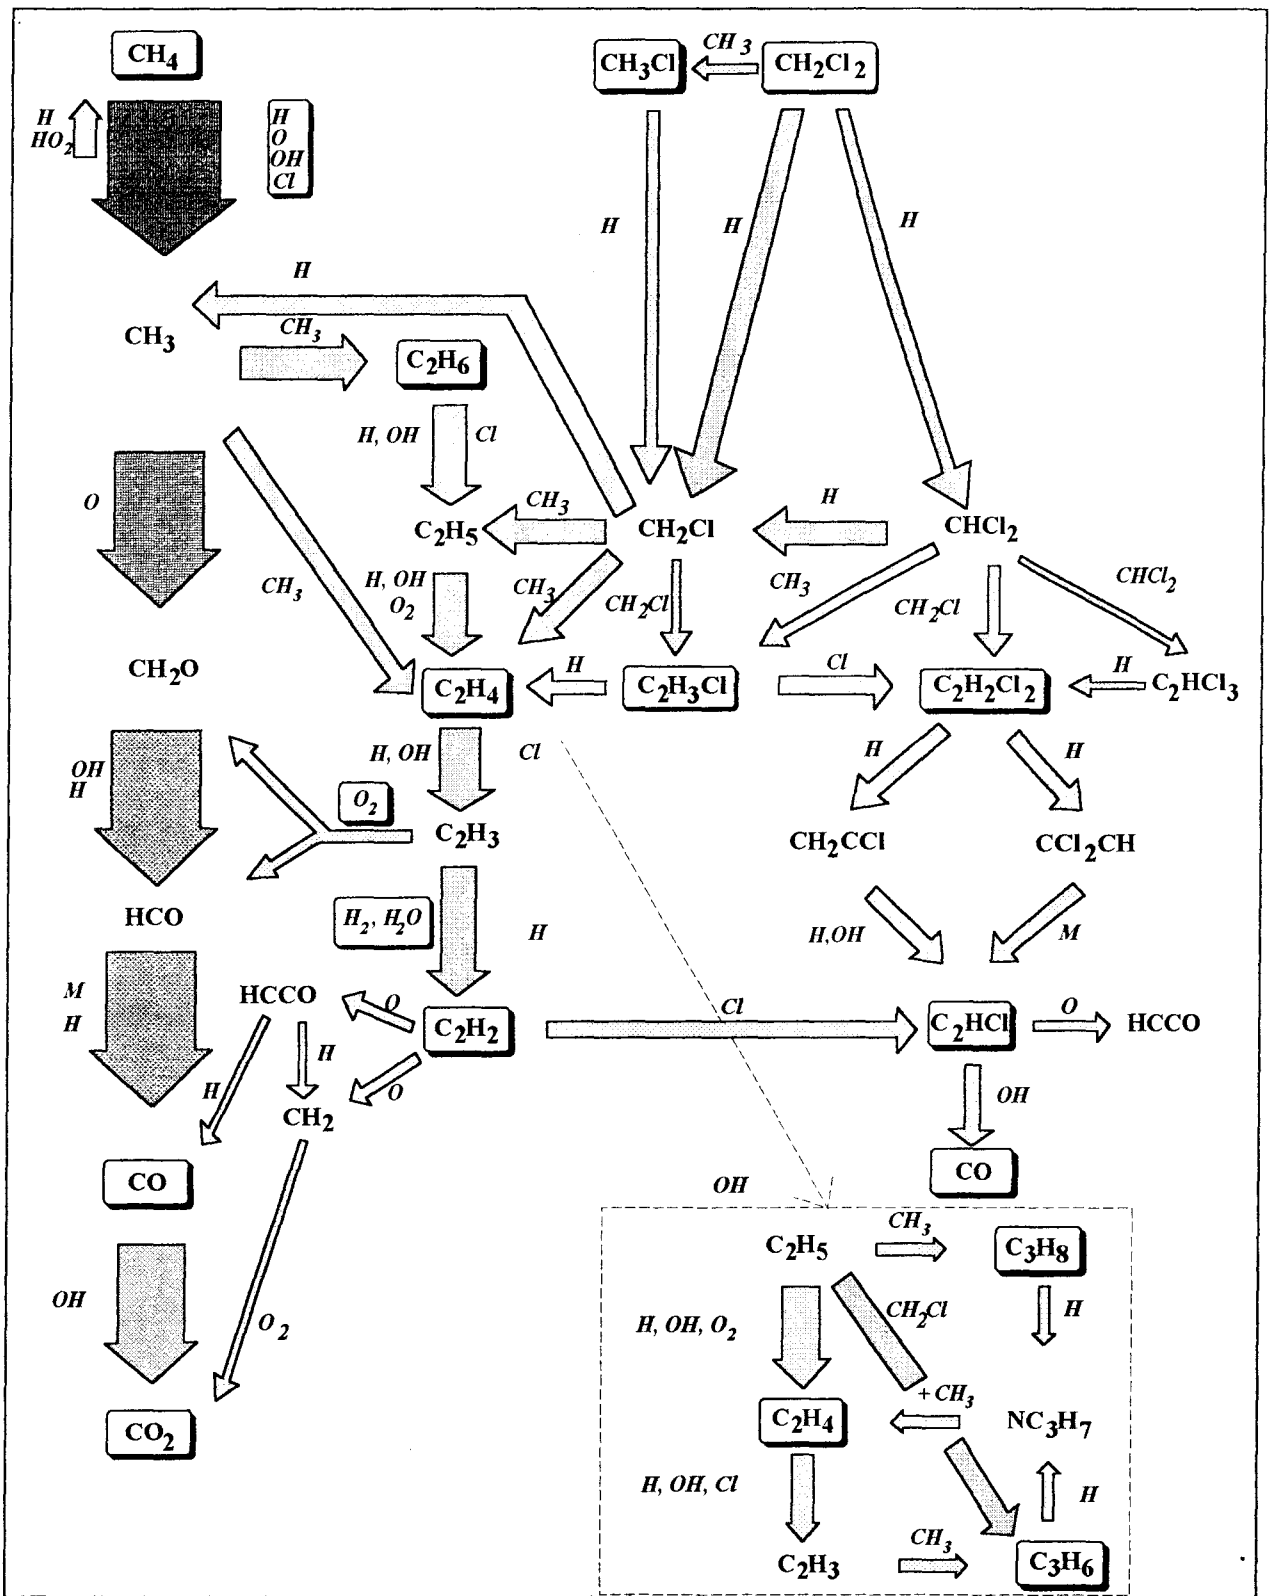 CH4
CH3Cl
CH3
CH2Cl2
H
HO2
H
O
OH
Cl
H
H
H
H
CH3
CH3
C2H6
H, OH
Cl
O
C2H5
CH3
CH2Cl
H
CHCl2
CH3
H, OH
O2
CH3
CH2Cl
CH3
CH2Cl
CHCl2
CH2O
C2H4
H
C2H3Cl
Cl
C2H2Cl2
H
C2HCl3
OH
H
O2
H, OH
Cl
H
H
C2H3
CH2CCl
CCl2CH
HCO
H2, H2O
H
H,OH
M
M
H
HCCO
O
C2H2
Cl
C2HCl
O
HCCO
H
H
O
CH2
OH
CO
CO
OH
C2H5
CH3
C3H8
OH
O2
H, OH, O2
CH2Cl
H
+ CH3
CO2
C2H4
NC3H7
H, OH, Cl
H
C2H3
CH3
C3H6